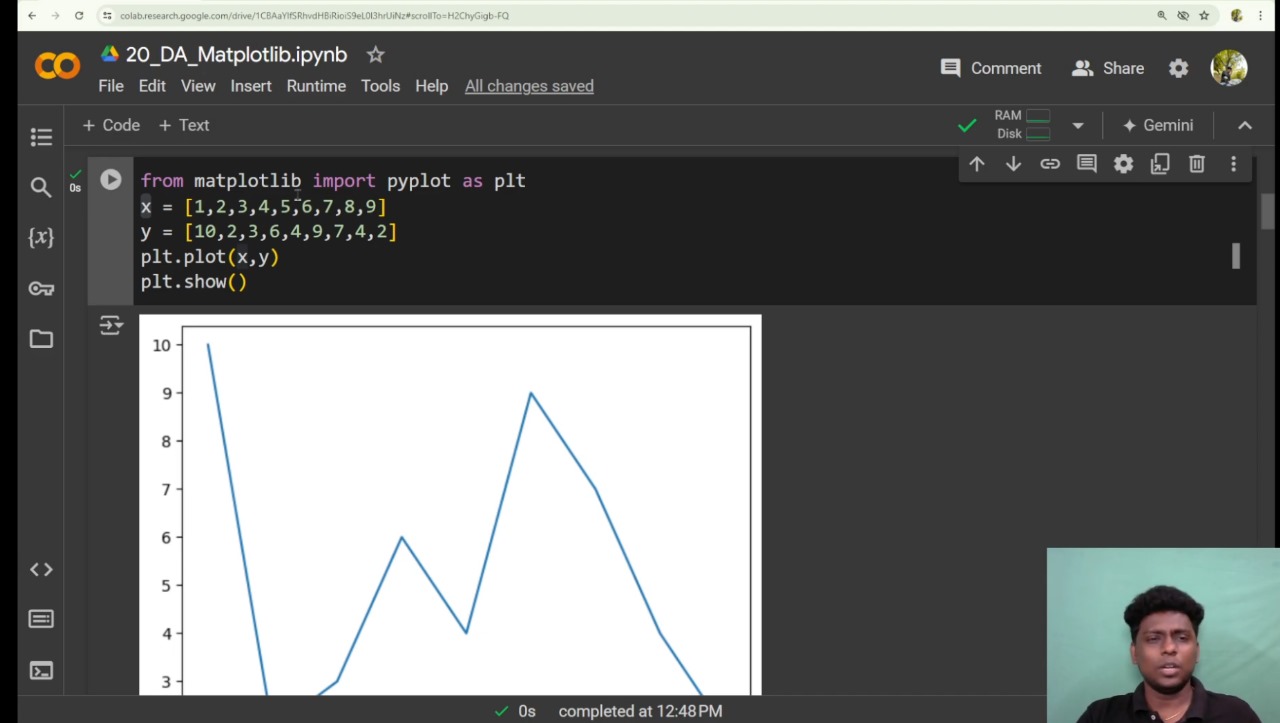 colab.research.google.com/drive/1CBAaYlfSRhvdHBiRioiS9eL0I3hrUiNz#scrollTo=H2ChyGigb-FQ
CO
20_DA_Matplotlib.ipynb
File Edit View Insert Runtime Tools Help All changes saved
Comment Share
+ Code + Text
RAM
Disk
Gemini
0s
from matplotlib import pyplot as plt
x = [1,2,3,4,5,6,7,8,9]
y = [10,2,3,6,4,9,7,4,2]
plt.plot(x,y)
plt.show()
{x}
10
9
8
7
6
5
4
3
0s completed at 12:48 PM